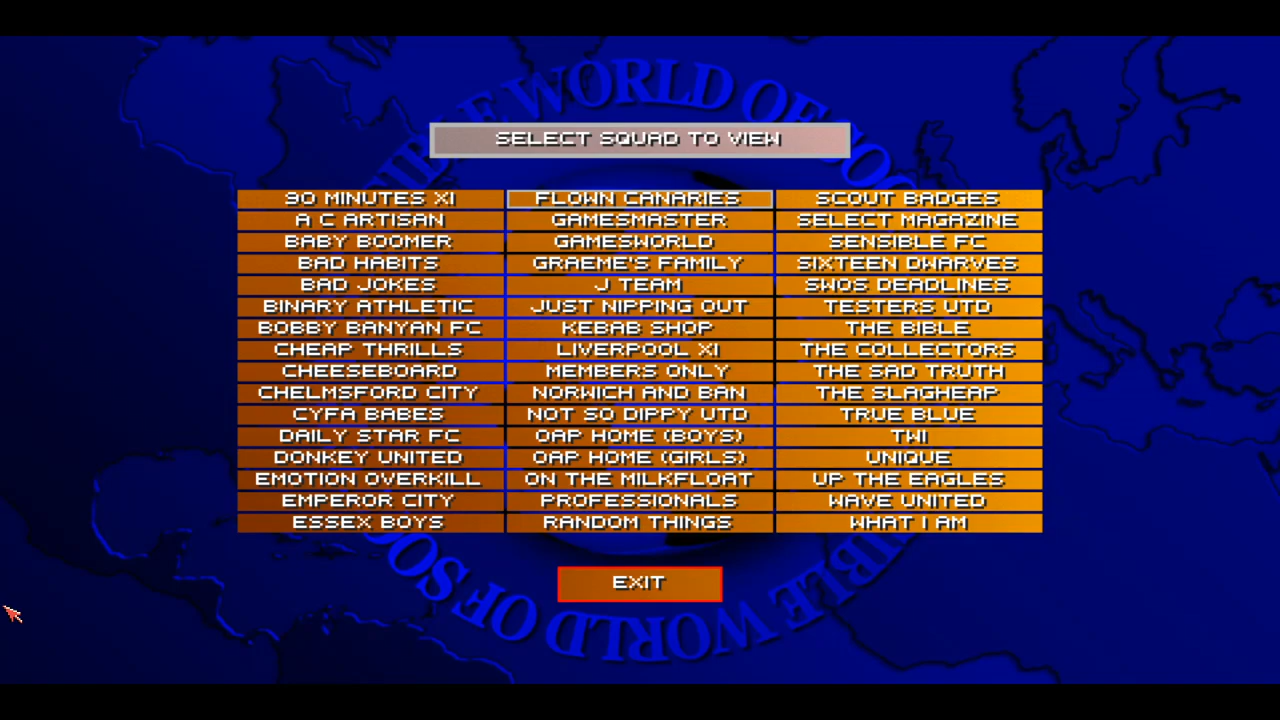 SENSIBLE WORLD OF SOCCER
SELECT SQUAD TO VIEW
90 MINUTES XI
A C ARTISAN
BABY BOOMER
BAD HABITS
BAD JOKES
BINARY ATHLETIC
BOBBY BANYAN FC
CHEAP THRILLS
CHEESEBOARD
CHELMSFORD CITY
CYFA BABES
DAILY STAR FC
DONKEY UNITED
EMOTION OVERKILL
EMPEROR CITY
ESSEX BOYS
FLOWN CANARIES
GAMESMASTER
GAMESWORLD
GRAEME'S FAMILY
J TEAM
JUST NIPPING OUT
KEBAB SHOP
LIVERPOOL XI
MEMBERS ONLY
NORWICH AND BAN
NOT SO DIPPY UTD
OAP HOME (BOYS)
OAP HOME (GIRLS)
ON THE MILKFLOAT
PROFESSIONALS
RANDOM THINGS
SCOUT BADGES
SELECT MAGAZINE
SENSIBLE FC
SIXTEEN DWARVES
SWOS DEADLINES
TESTERS UTD
THE BIBLE
THE COLLECTORS
THE SAD TRUTH
THE SLAGHEAP
TRUE BLUE
TWI
UNIQUE
UP THE EAGLES
WAVE UNITED
WHAT I AM
EXIT